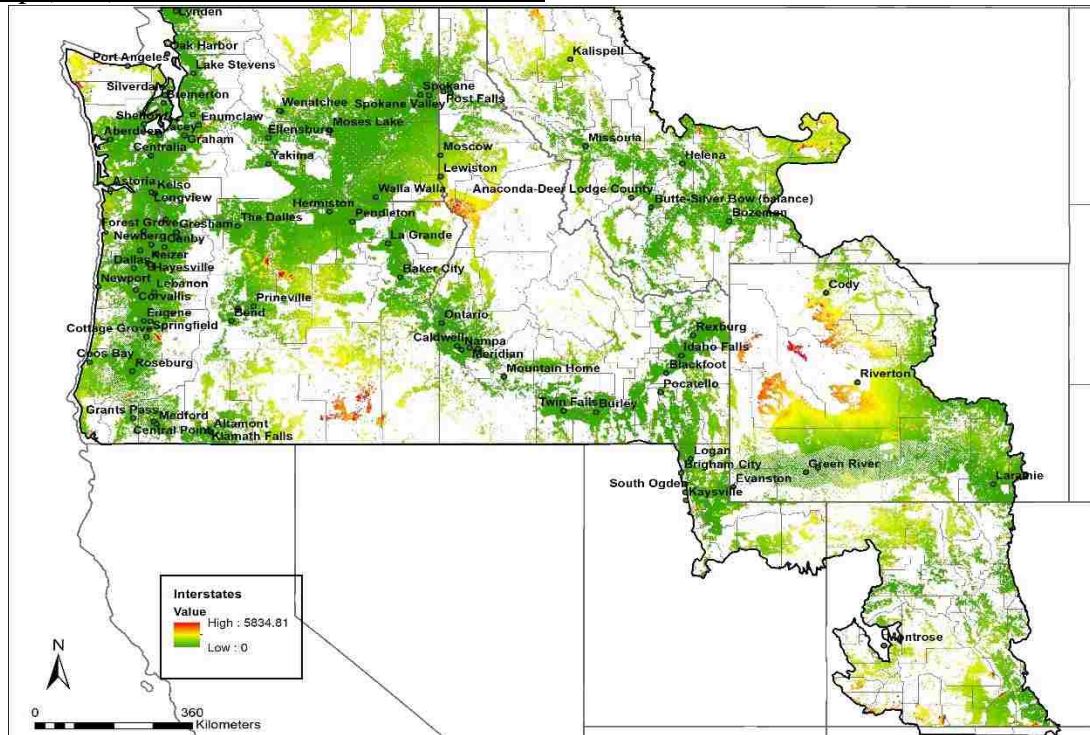 Lynden
Oak Harbor
Port Angeles
Lake Stevens
Kalispell
Silverdale
Bremerton
Spokane
Spokane Valley
Post Falls
Wenatchee
Enumclaw
Moses Lake
Ellensburg
Aberdeen
Graham
Centralia
Yakima
Moscow
Missoula
Helena
Lewiston
Astoria
Kelso
Longview
Walla Walla
Anaconda-Deer Lodge County
Butte-Silver Bow (balance)
Hermiston
Bozeman
Forest Grove
Gresham
The Dalles
Pendleton
Newberg
Canby
La Grande
Keizer
Dallas
Hayesville
Baker City
Newport
Lebanon
Cody
Corvallis
Prineville
Eugene
Bend
Ontario
Cottage Grove
Springfield
Rexburg
Caldwell
Nampa
Idaho Falls
Meridian
Coos Bay
Roseburg
Mountain Home
Blackfoot
Riverton
Pocatello
Twin Falls
Burley
Grants Pass
Medford
Altamont
Central Point
Klamath Falls
Logan
Brigham City
Green River
South Ogden
Evanston
Laramie
Kaysville
Montrose
Interstates
Value
High : 5834.81
Low : 0
N
0 360
Kilometers